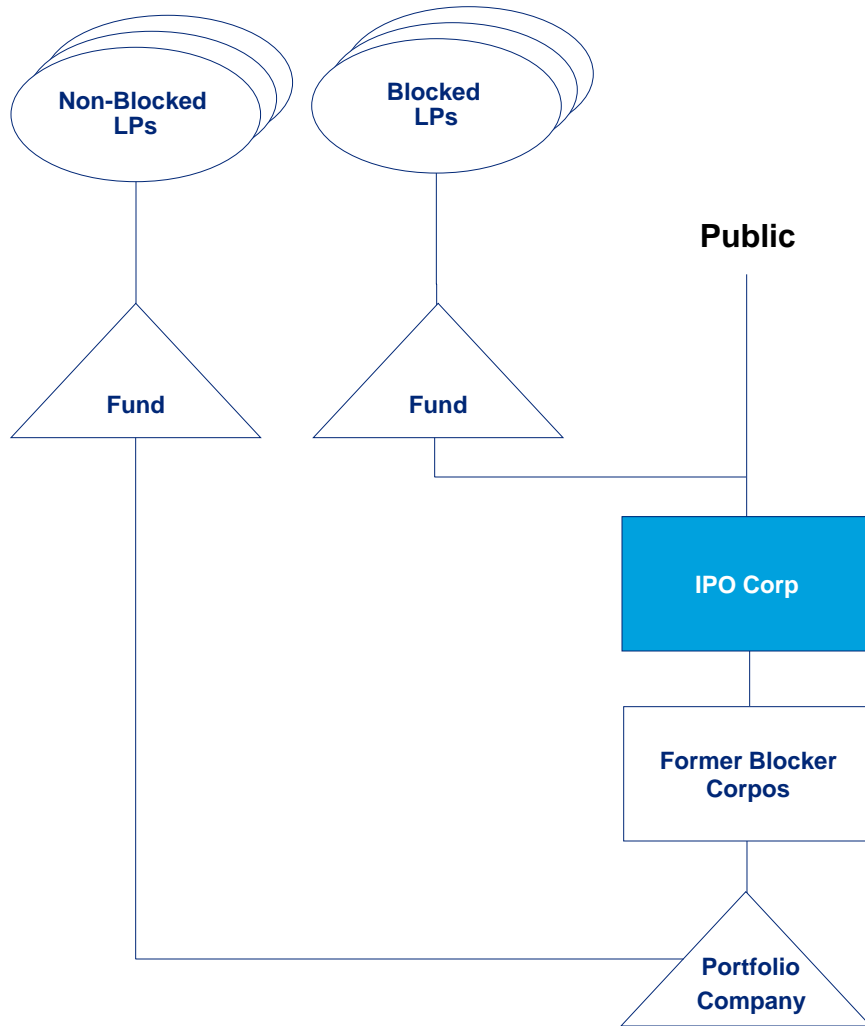 Non-Blocked
LPs
Blocked
LPs
Public
Fund
Fund
IPO Corp
Former Blocker
Corpos
Portfolio
Company